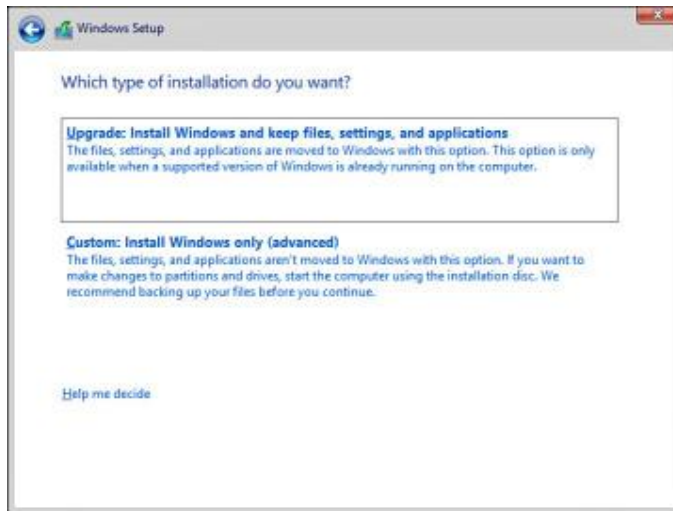 Windows Setup
Which type of installation do you want?
Upgrade: Install Windows and keep files, settings, and applications
The files, settings, and applications are moved to Windows with this option. This option is only
available when a supported version of Windows is already running on the computer.
Custom: Install Windows only (advanced)
The files, settings, and applications aren't moved to Windows with this option. If you want to
make changes to partitions and drives, start the computer using the installation disc. We
recommend backing up your files before you continue.
Help me decide